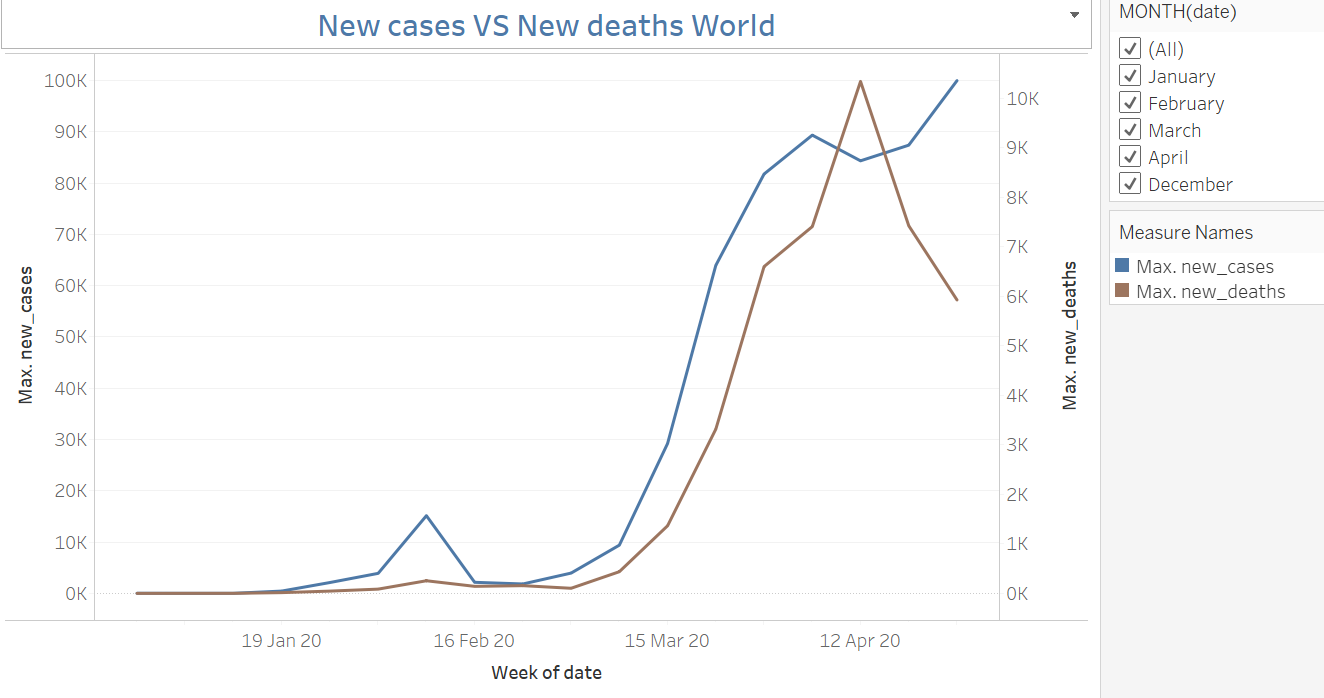 New cases VS New deaths World
Max. new_cases
100K
90K
80K
70K
60K
50K
40K
30K
20K
10K
0K
10K
9K
8K
7K
6K
5K
4K
3K
2K
1K
0K
Max. new_deaths
19 Jan 20
16 Feb 20
15 Mar 20
12 Apr 20
Week of date
MONTH(date)
(All)
January
February
March
April
December
Measure Names
Max. new_cases
Max. new_deaths